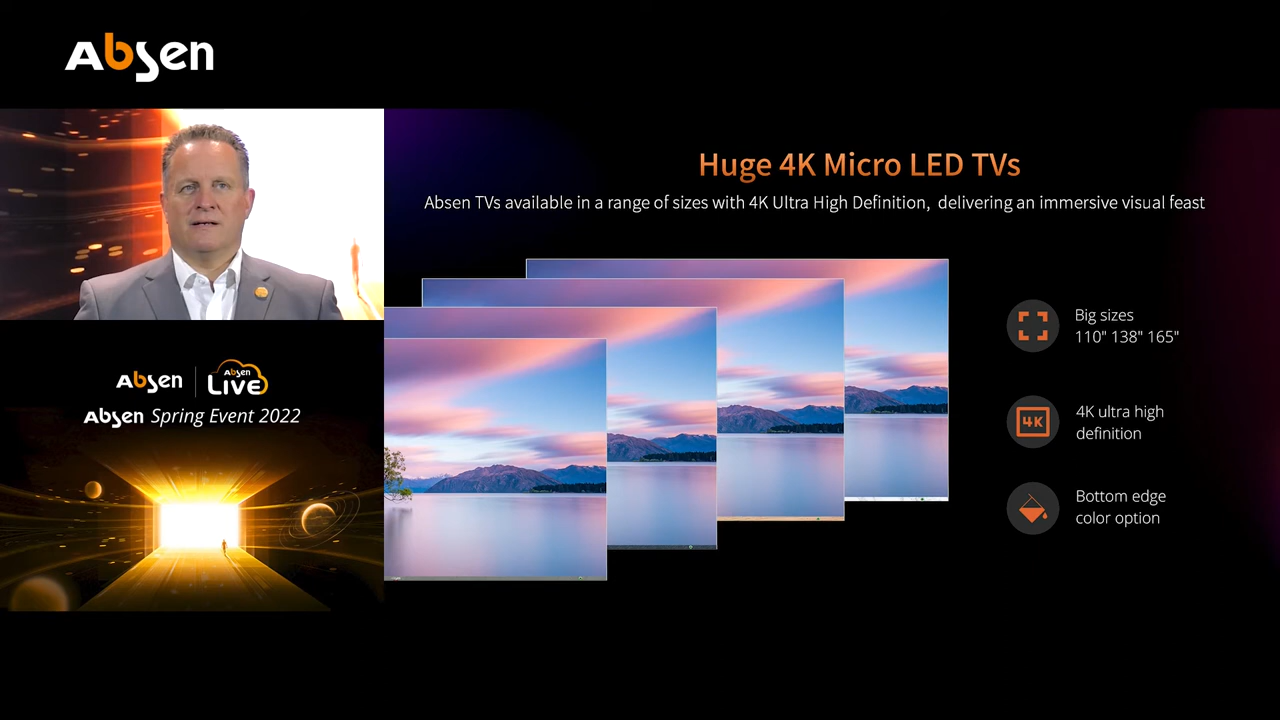 Absen
Huge 4K Micro LED TVs
Absen TVs available in a range of sizes with 4K Ultra High Definition, delivering an immersive visual feast
Big sizes
110" 138" 165"
4K
4K ultra high
definition
Bottom edge
color option
Absen
Absen
LIVE
Absen Spring Event 2022